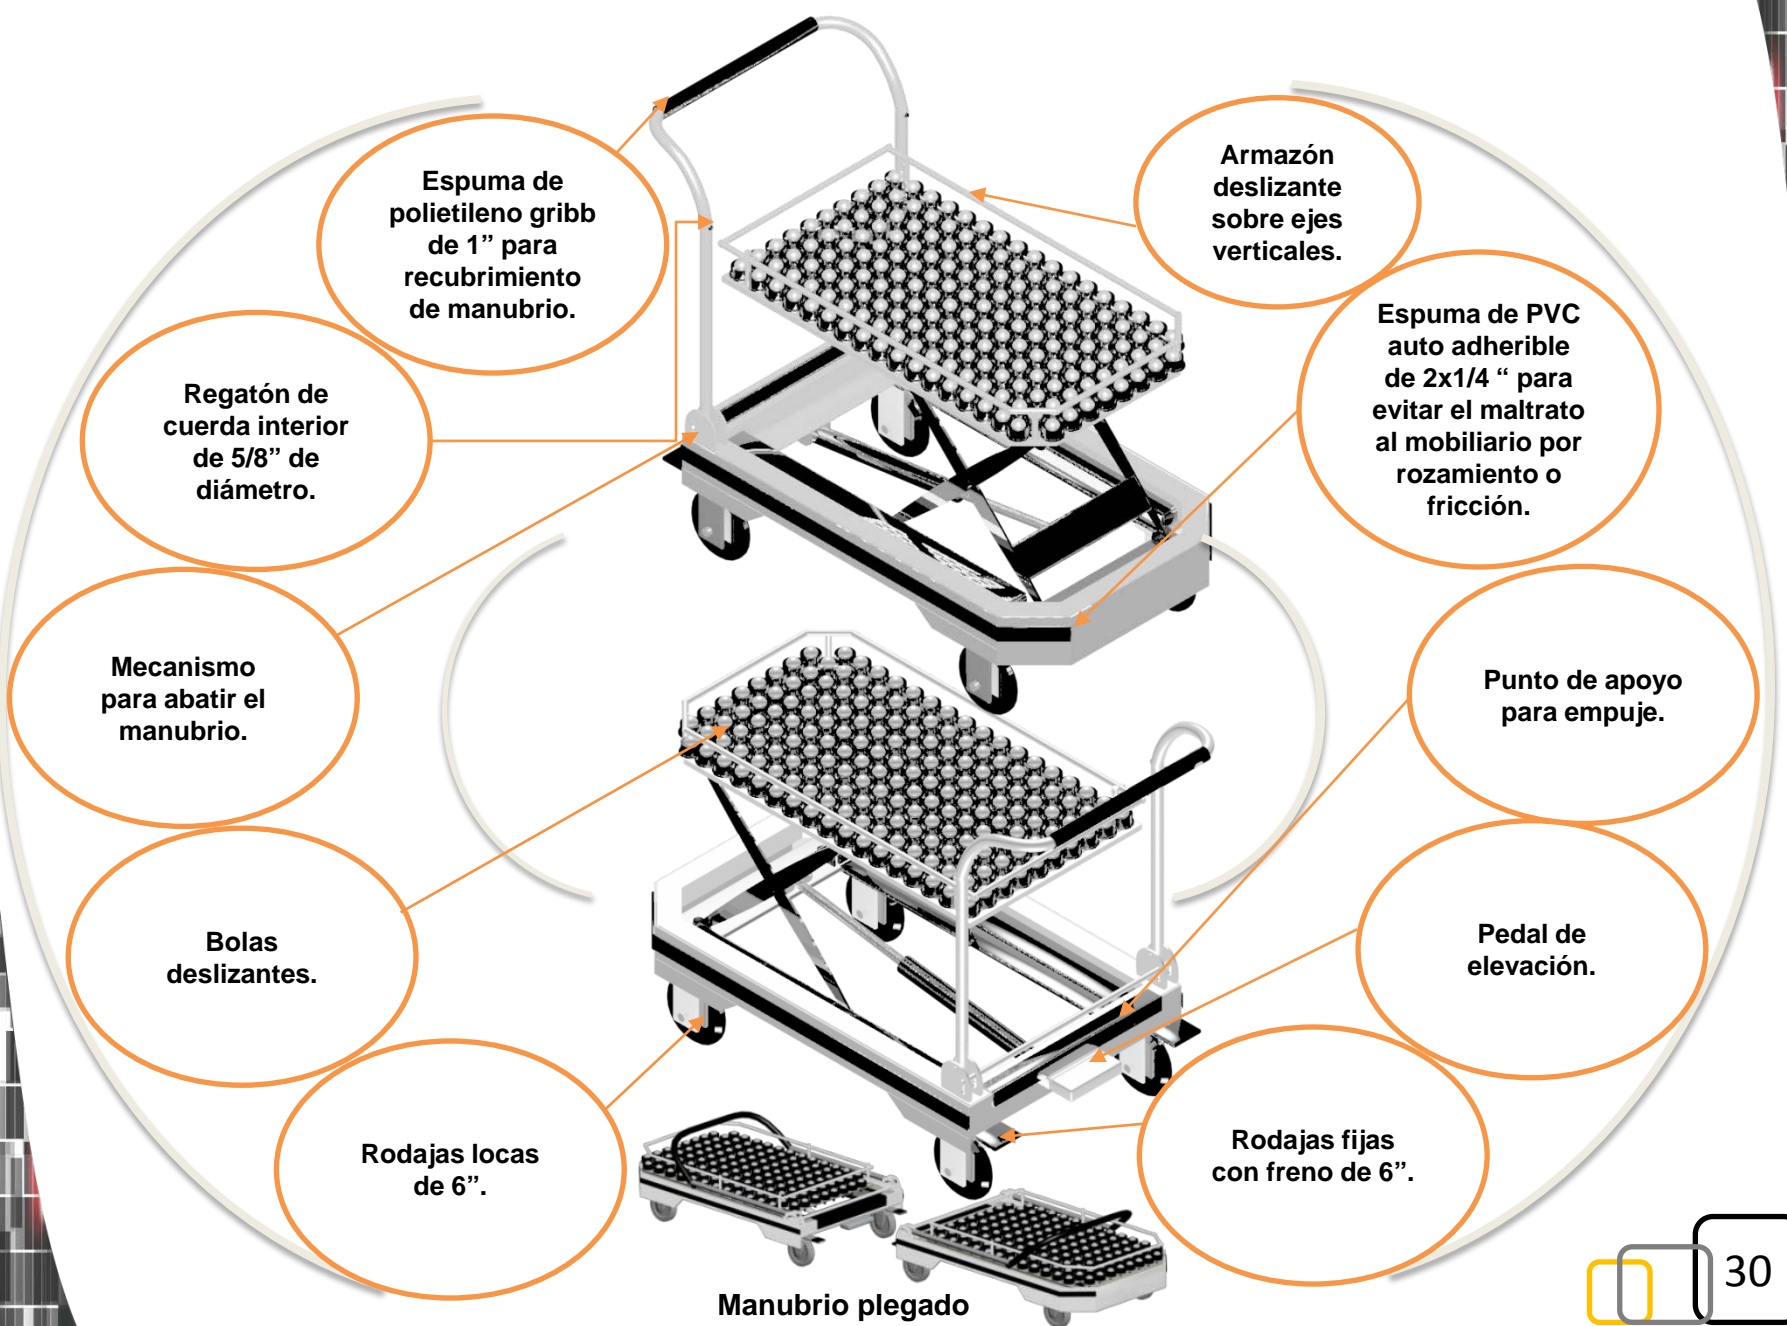 Espuma de
polietileno gribb
de 1” para
recubrimiento
de manubrio.
Armazón
deslizante
sobre ejes
verticales.
Regatón de
cuerda interior
de 5/8” de
diámetro.
Espuma de PVC
auto adherible
de 2x1/4 “ para
evitar el maltrato
al mobiliario por
rozamiento o
fricción.
Mecanismo
para abatir el
manubrio.
Punto de apoyo
para empuje.
Bolas
deslizantes.
Pedal de
elevación.
Rodajas locas
de 6”.
Rodajas fijas
con freno de 6”.
Manubrio plegado
30